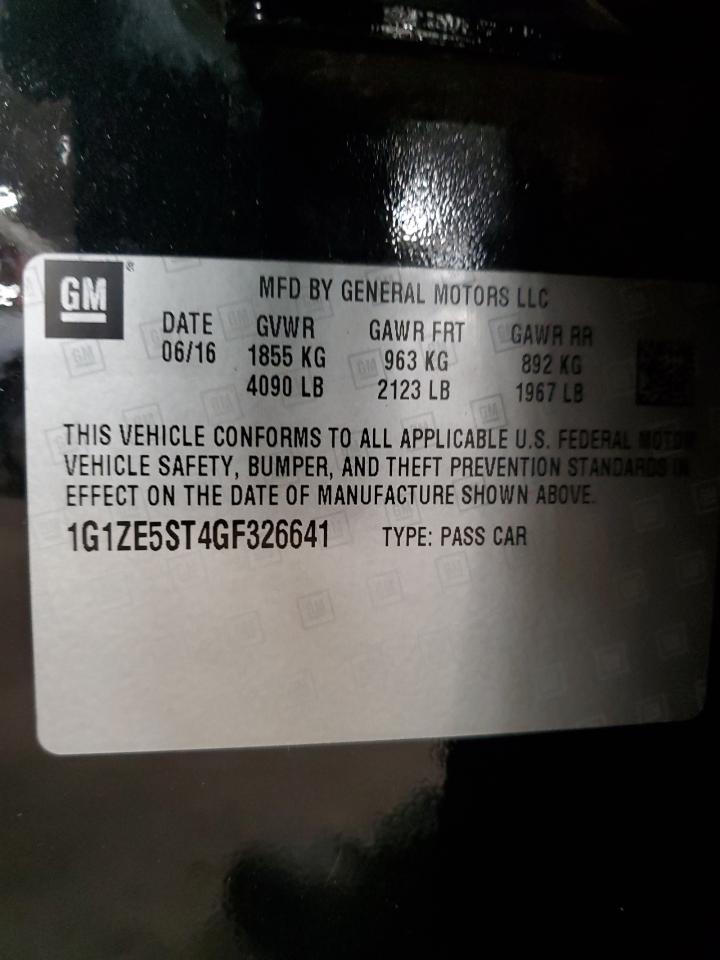 GM ®
MFD BY GENERAL MOTORS LLC
DATE GVWR GAWR FRT GAWR RR
06/16 1855 KG 963 KG 892 KG
4090 LB 2123 LB 1967 LB
THIS VEHICLE CONFORMS TO ALL APPLICABLE U.S. FEDERAL MOTOR
VEHICLE SAFETY, BUMPER, AND THEFT PREVENTION STANDARDS IN
EFFECT ON THE DATE OF MANUFACTURE SHOWN ABOVE.
1G1ZE5ST4GF326641 TYPE: PASS CAR